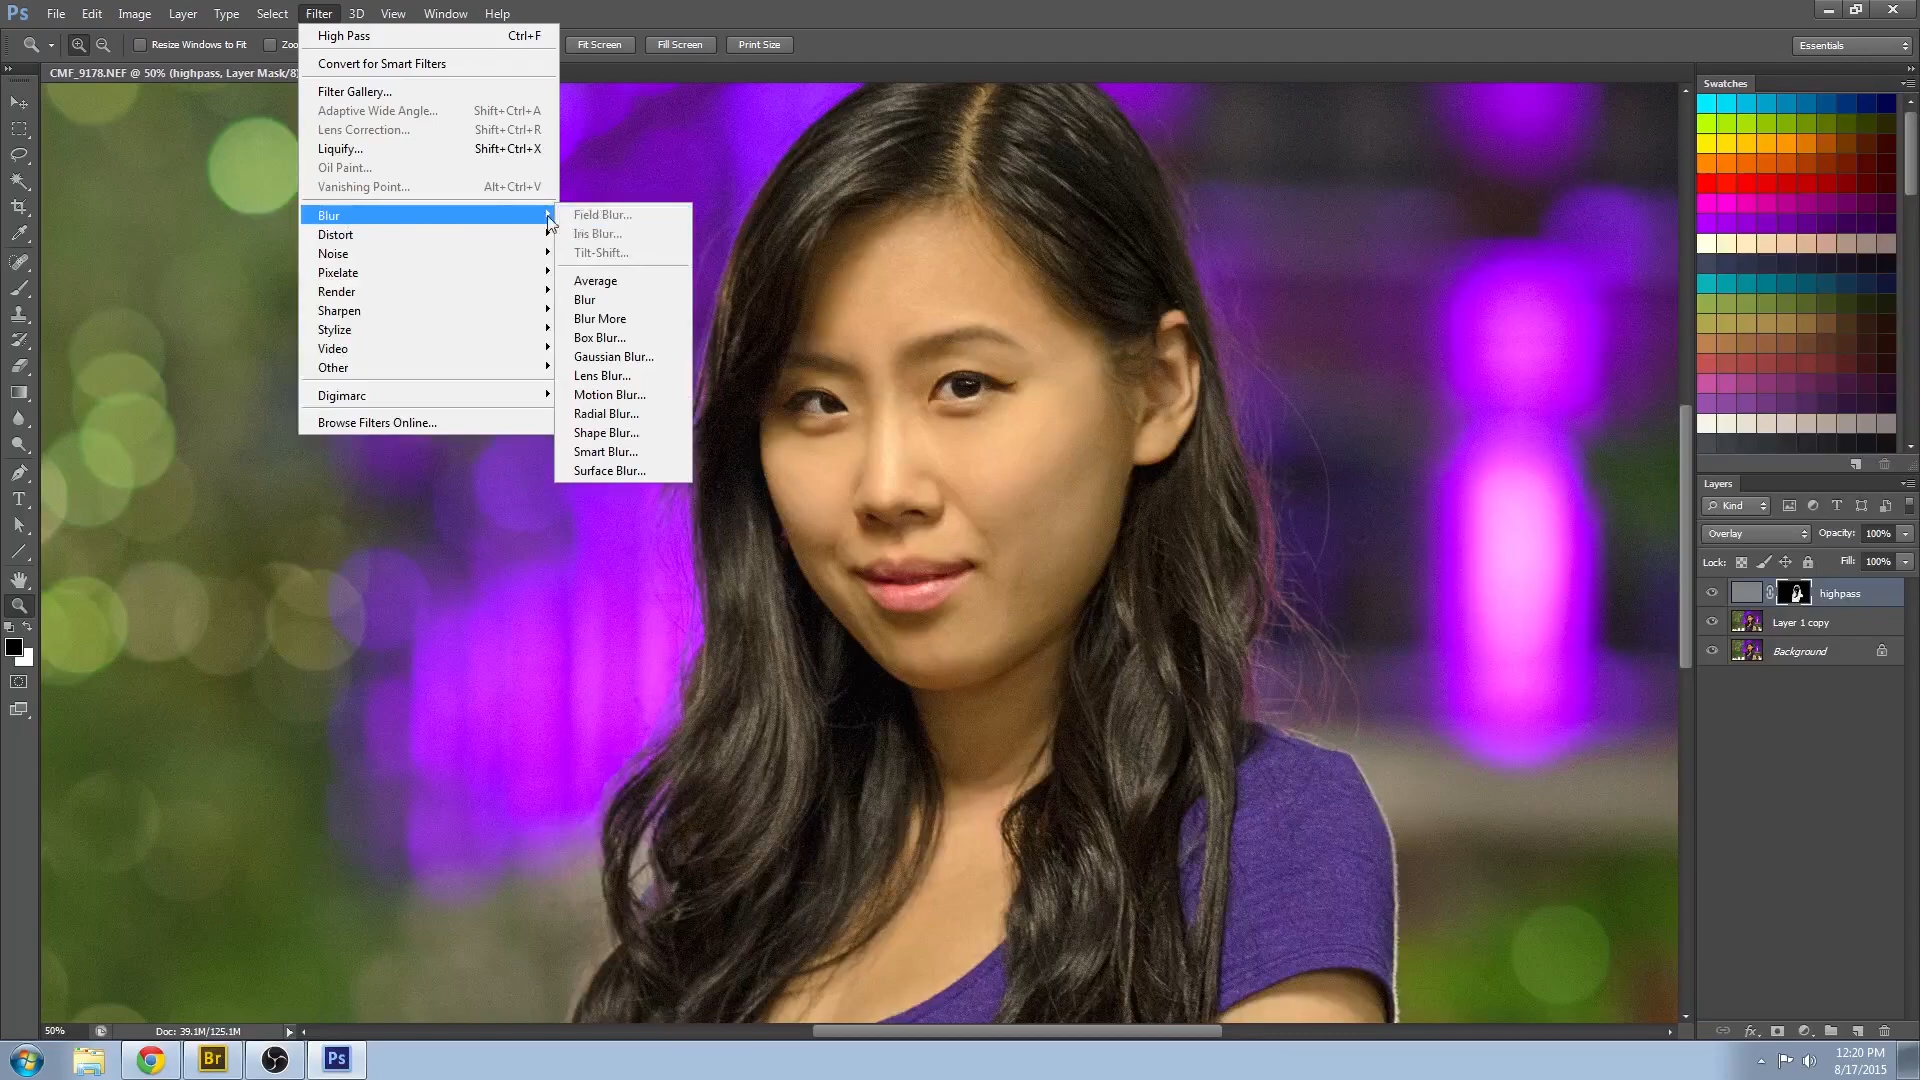 Ps File Edit Image Layer Type Select Filter 3D View Window Help
Resize Windows to Fit Zoo Fit Screen Fill Screen Print Size Essentials
CMF_9178.NEF @ 50% (highpass, Layer Mask/8)
High Pass Ctrl+F
Convert for Smart Filters
Filter Gallery...
Adaptive Wide Angle... Shift+Ctrl+A
Lens Correction... Shift+Ctrl+R
Liquify... Shift+Ctrl+X
Oil Paint...
Vanishing Point... Alt+Ctrl+V
Blur
Distort
Noise
Pixelate
Render
Sharpen
Stylize
Video
Other
Digimarc
Browse Filters Online...
Field Blur...
Iris Blur...
Tilt-Shift...
Average
Blur
Blur More
Box Blur...
Gaussian Blur...
Lens Blur...
Motion Blur...
Radial Blur...
Shape Blur...
Smart Blur...
Surface Blur...
Swatches
Layers
Kind
Overlay Opacity: 100%
Lock: Fill: 100%
highpass
Layer 1 copy
Background
50% Doc: 39.1M/125.1M
Br Ps
12:20 PM
8/17/2015